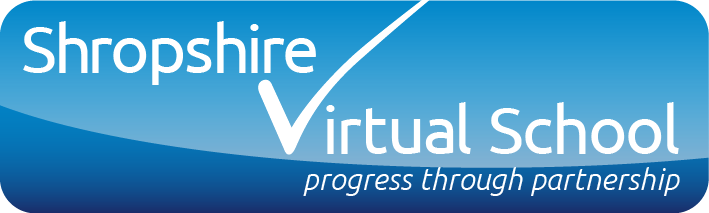 Shropshire
Virtual School
progress through partnership